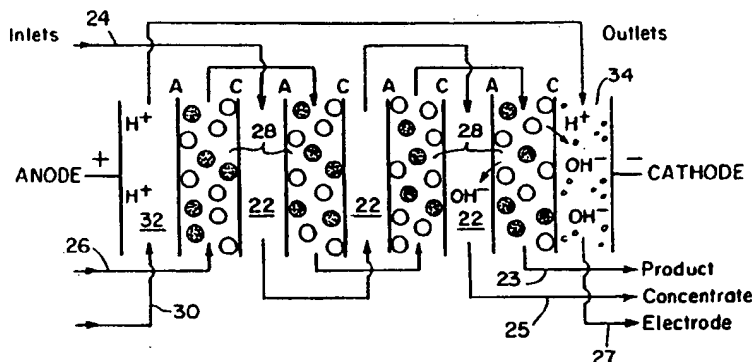 Inlets
24
Outlets
34
A C A C A C A C
H+
28
28
H+
ANODE +
OH-
OH-
- CATHODE
H+
32
22
22
22
OH-
26
23
Product
Concentrate
30
25
Electrode
27